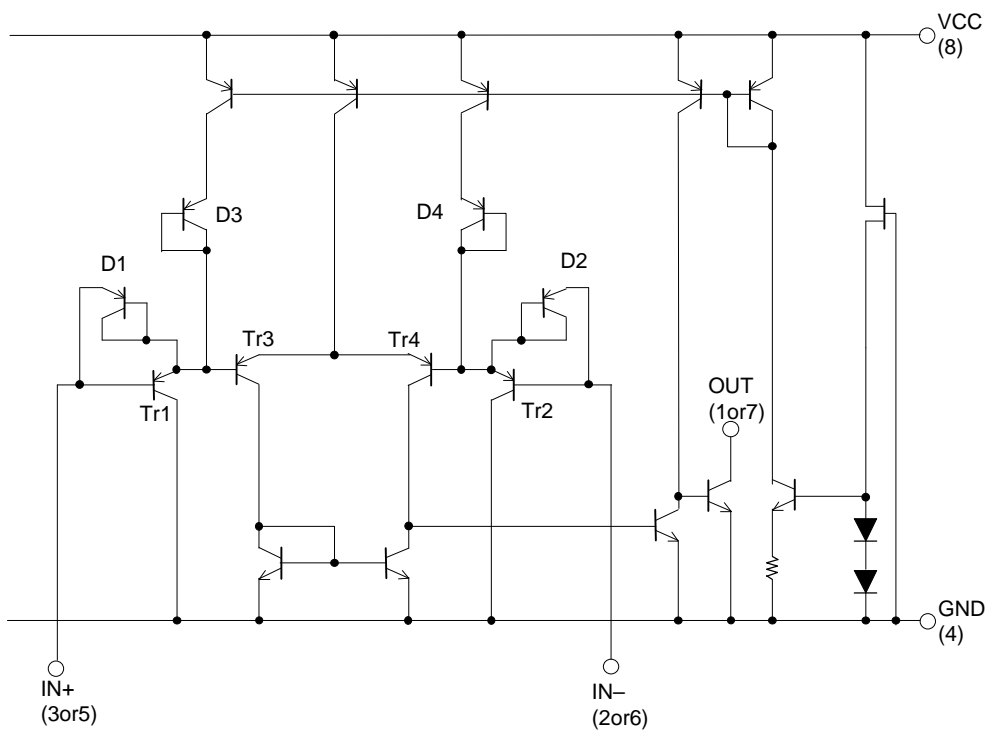 VCC
(8)
D3
D4
D1
D2
Tr3
Tr4
OUT
(1or7)
Tr1
Tr2
GND
(4)
IN+
(3or5)
IN–
(2or6)